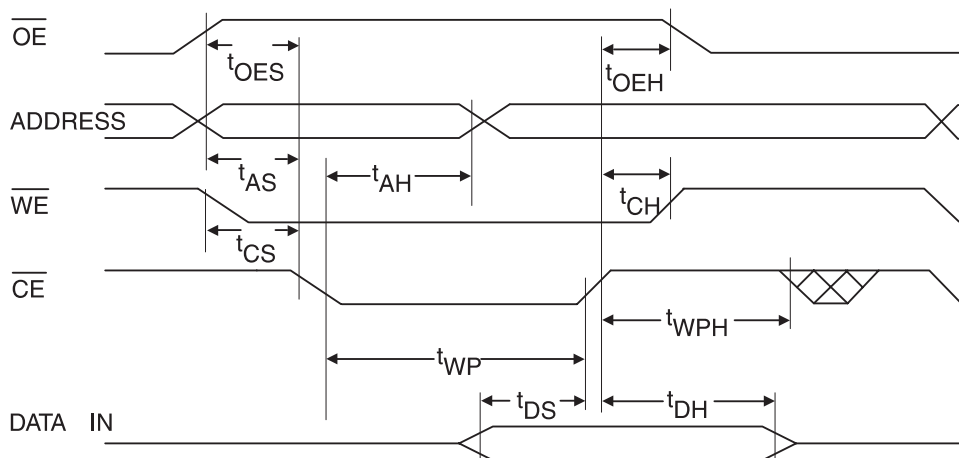 OE
tOES
tOEH
ADDRESS
tAS
tAH
WE
tCH
tCS
CE
tWPH
tWP
tDS
tDH
DATA IN